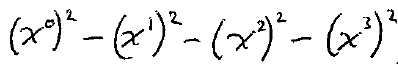 (x⁰)² − (x¹)² − (x²)² − (x³)²